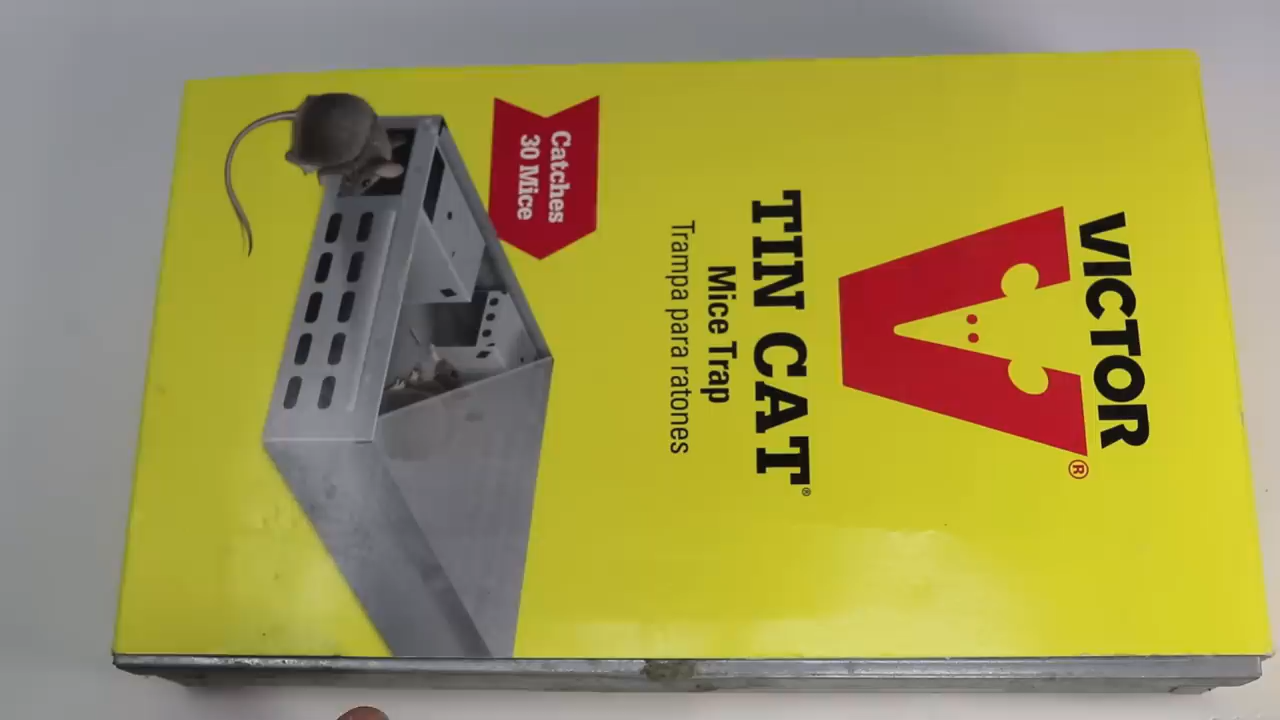 VICTOR
®
TIN CAT®
Mice Trap
Trampa para ratones
Catches
30 Mice